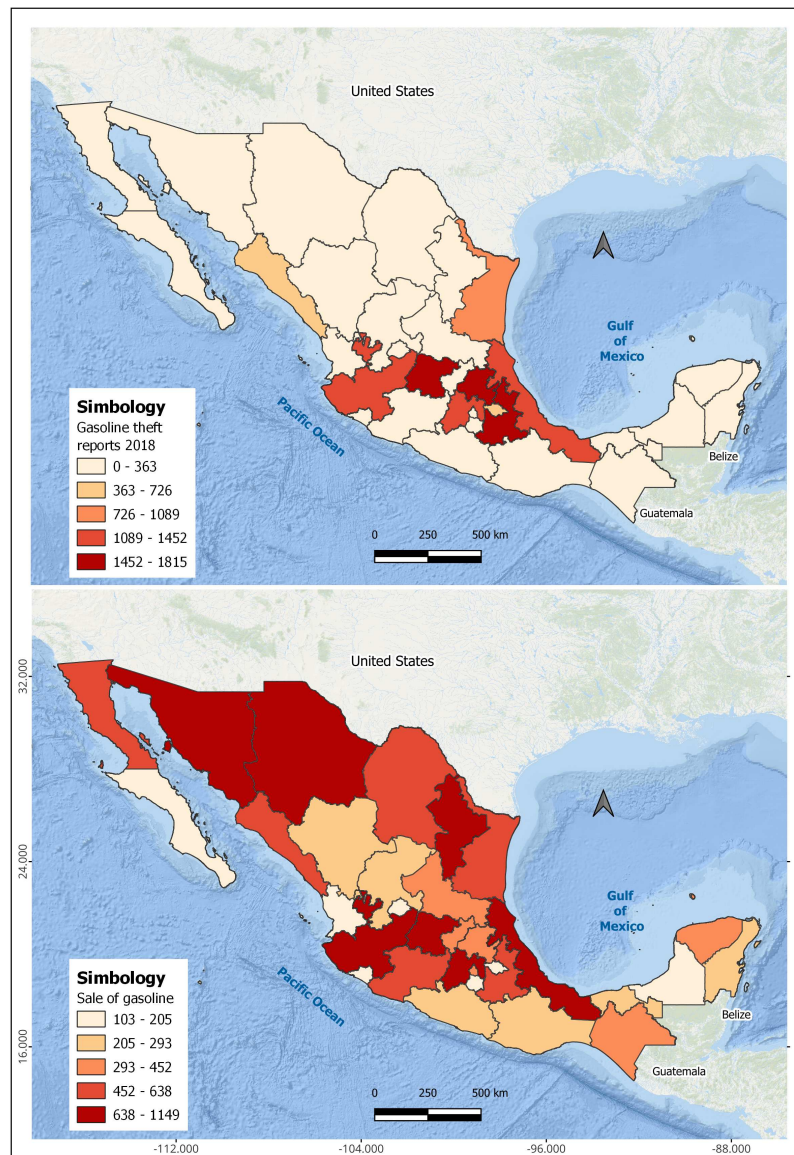 United States
Gulf
of
Mexico
Pacific Ocean
Simbology
Gasoline theft
reports 2018
0 - 363
363 - 726
726 - 1089
1089 - 1452
1452 - 1815
Belize
Guatemala
0 250 500 km
United States
32.000
24.000
Gulf
of
Mexico
Pacific Ocean
Simbology
Sale of gasoline
103 - 205
205 - 293
293 - 452
452 - 638
638 - 1149
Belize
16.000
Guatemala
0 250 500 km
-112.000 -104.000 -96.000 -88.000